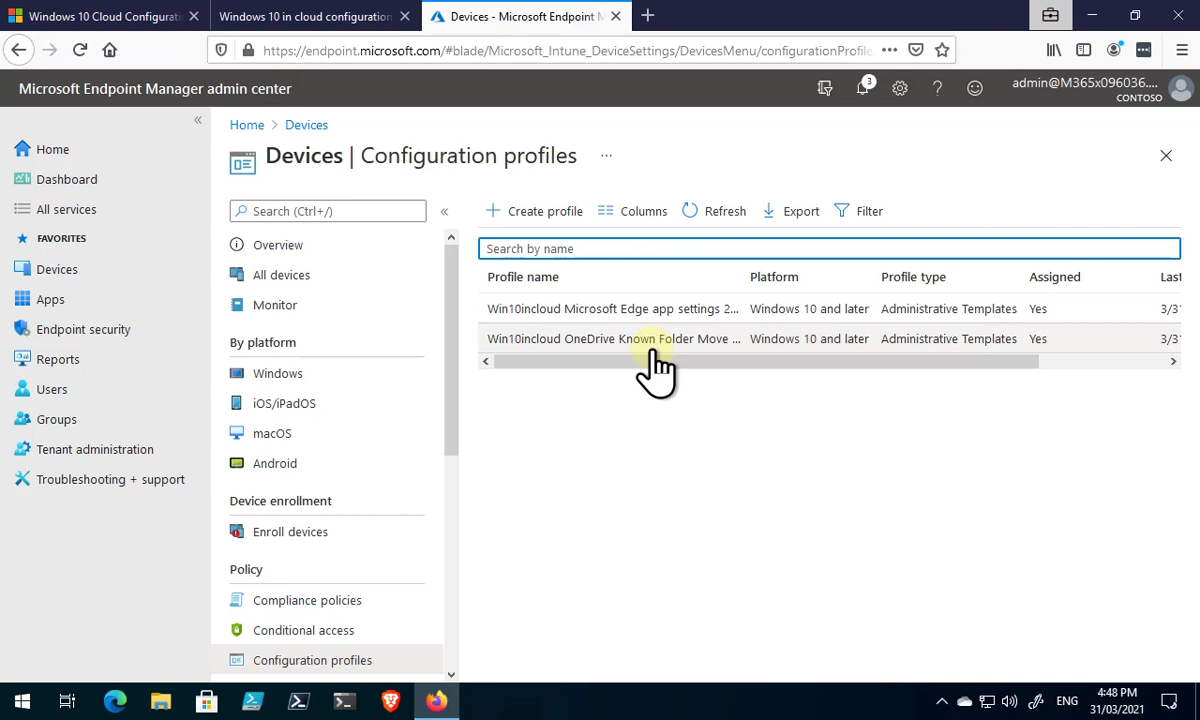 Windows 10 Cloud Configurati
Windows 10 in cloud configuration
Devices - Microsoft Endpoint M
https://endpoint.microsoft.com/#blade/Microsoft_Intune_DeviceSettings/DevicesMenu/configurationProfile
Microsoft Endpoint Manager admin center
3
admin@M365x096036....
CONTOSO
Home
Dashboard
All services
FAVORITES
Devices
Apps
Endpoint security
Reports
Users
Groups
Tenant administration
Troubleshooting + support
Home > Devices
Devices | Configuration profiles ...
Search (Ctrl+/)
Overview
All devices
Monitor
By platform
Windows
iOS/iPadOS
macOS
Android
Device enrollment
Enroll devices
Policy
Compliance policies
Conditional access
Configuration profiles
Create profile Columns Refresh Export Filter
Search by name
Profile name Platform Profile type Assigned Last
Win10incloud Microsoft Edge app settings 2... Windows 10 and later Administrative Templates Yes 3/31
Win10incloud OneDrive Known Folder Move ... Windows 10 and later Administrative Templates Yes 3/31
ENG
4:48 PM
31/03/2021